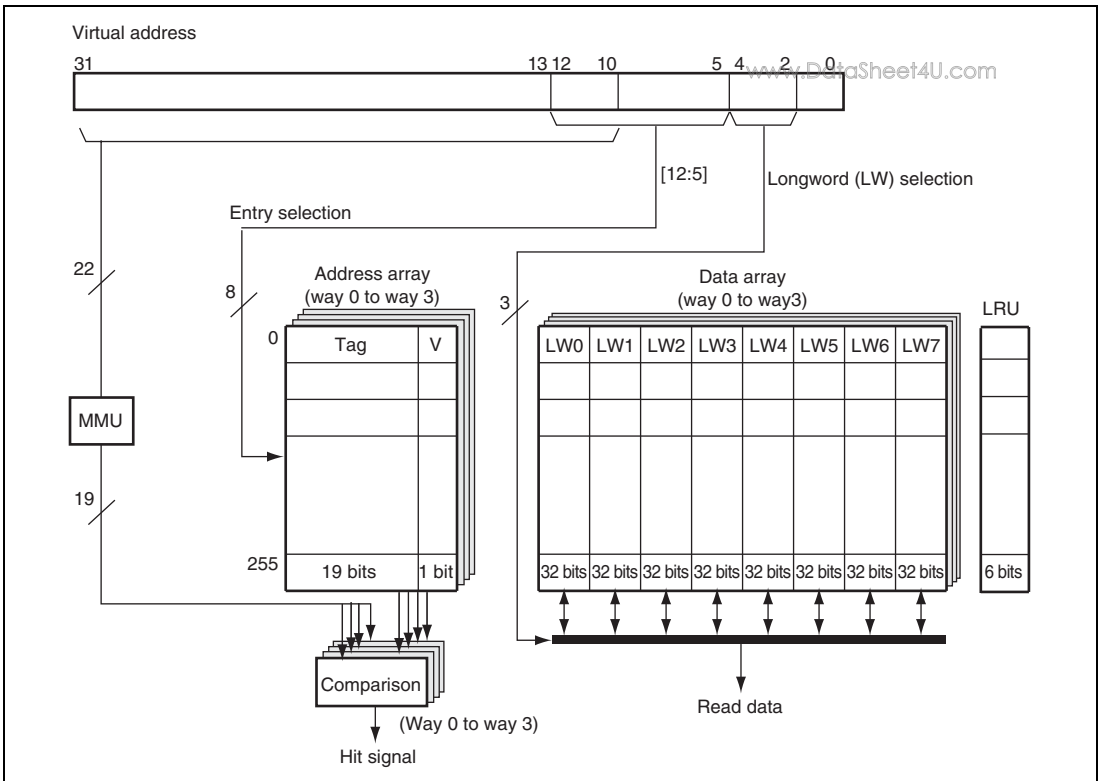 Virtual address
31 13 12 10 5 4 2 0
www.DataSheet4U.com
[12:5]
Longword (LW) selection
Entry selection
22
8
Address array
(way 0 to way 3)
3
Data array
(way 0 to way3)
LRU
0
Tag V
LW0 LW1 LW2 LW3 LW4 LW5 LW6 LW7
MMU
19
255
19 bits 1 bit
32 bits 32 bits 32 bits 32 bits 32 bits 32 bits 32 bits 32 bits
6 bits
Comparison
(Way 0 to way 3)
Read data
Hit signal